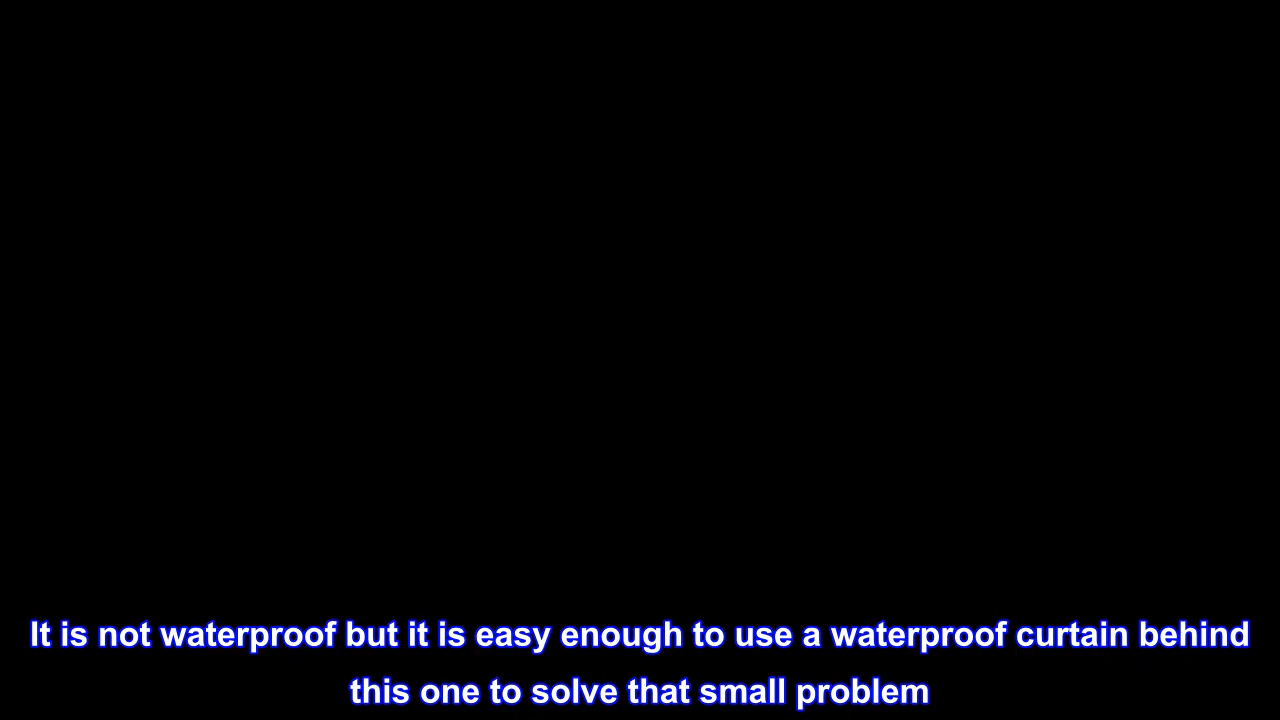 It is not waterproof but it is easy enough to use a waterproof curtain behind
this one to solve that small problem